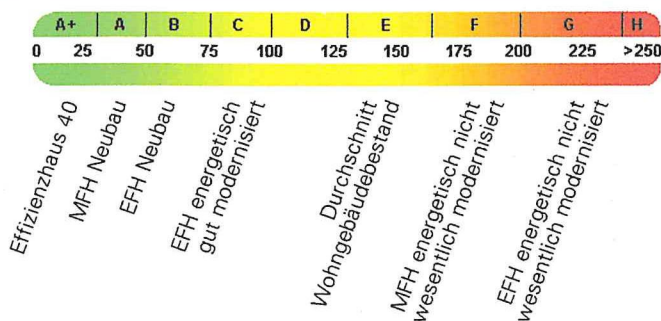 A+ A B C D E F G H
0 25 50 75 100 125 150 175 200 225 >250
Effizienzhaus 40
MFH Neubau
EFH Neubau
EFH energetisch
gut modernisiert
Durchschnitt
Wohngebäudebestand
MFH energetisch nicht
wesentlich modernisiert
EFH energetisch nicht
wesentlich modernisiert